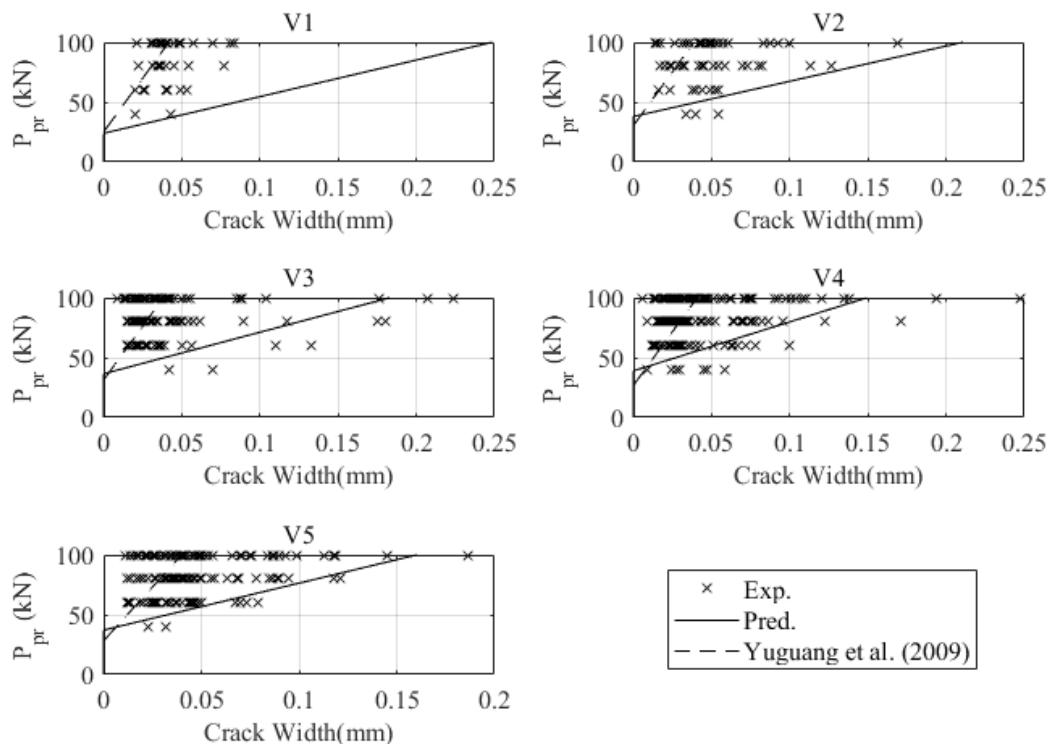 V1
100
50
0
P_pr (kN)
0 0.05 0.1 0.15 0.2 0.25
Crack Width(mm)
V2
100
50
0
P_pr (kN)
0 0.05 0.1 0.15 0.2 0.25
Crack Width(mm)
V3
100
50
0
P_pr (kN)
0 0.05 0.1 0.15 0.2 0.25
Crack Width(mm)
V4
100
50
0
P_pr (kN)
0 0.05 0.1 0.15 0.2 0.25
Crack Width(mm)
V5
100
50
0
P_pr (kN)
0 0.05 0.1 0.15 0.2
Crack Width(mm)
Exp.
Pred.
Yuguang et al. (2009)